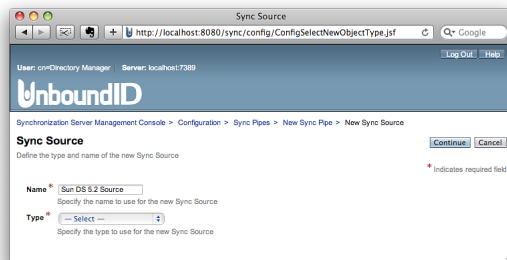 Sync Source
http://localhost:8080/sync/config/ConfigSelectNewObjectType.jsf
Google
Log Out Help
User: cn=Directory Manager Server: localhost:7389
UnboundID
Synchronization Server Management Console > Configuration > Sync Pipes > New Sync Pipe > New Sync Source
Sync Source
Continue Cancel
Define the type and name of the new Sync Source
* Indicates required field
Name * Sun DS 5.2 Source
Specify the name to use for the new Sync Source
Type * — Select —
Specify the type to use for the new Sync Source